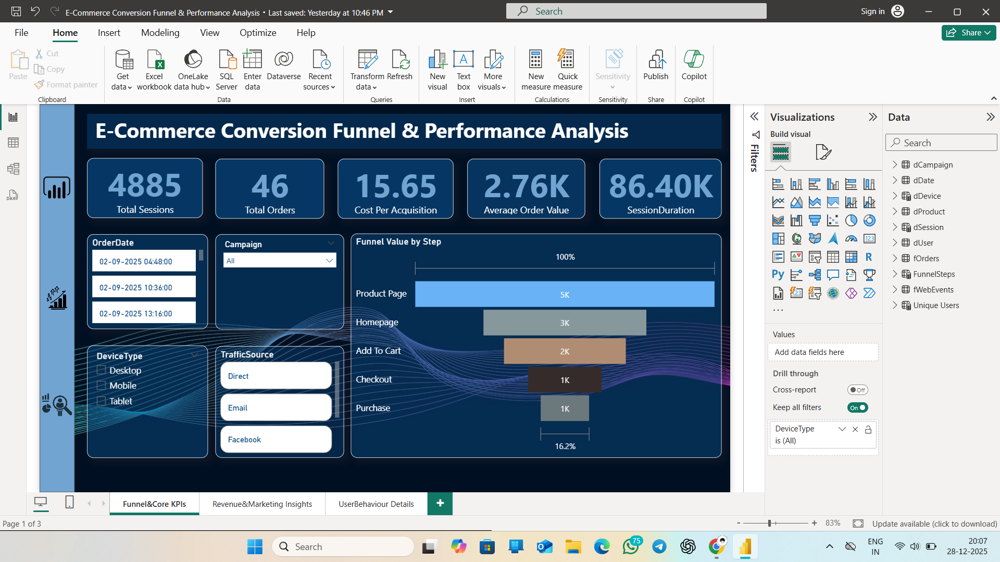 E-Commerce Conversion Funnel & Performance Analysis • Last saved: Yesterday at 10:46 PM
Search
Sign in
File Home Insert Modeling View Optimize Help
Share
Paste
Cut
Copy
Format painter
Clipboard
Get data
Excel workbook
OneLake data hub
SQL Server
Enter data
Dataverse
Recent sources
Data
Transform data
Refresh
Queries
New visual
Text box
More visuals
Insert
New measure
Quick measure
Calculations
Sensitivity
Sensitivity
Publish
Share
Copilot
Copilot
DAX
E-Commerce Conversion Funnel & Performance Analysis
4885
Total Sessions
46
Total Orders
15.65
Cost Per Acquisition
2.76K
Average Order Value
86.40K
SessionDuration
OrderDate
02-09-2025 04:48:00
02-09-2025 10:36:00
02-09-2025 13:16:00
Campaign
All
DeviceType
Desktop
Mobile
Tablet
TrafficSource
Direct
Email
Facebook
Funnel Value by Step
100%
Product Page 5K
Homepage 3K
Add To Cart 2K
Checkout 1K
Purchase 1K
16.2%
Filters
Visualizations
Build visual
123
R
Py
123
...
Values
Add data fields here
Drill through
Cross-report Off
Keep all filters On
DeviceType
is (All)
Data
Search
dCampaign
dDate
dDevice
dProduct
dSession
dUser
fOrders
FunnelSteps
fWebEvents
Unique Users
Funnel&Core KPIs
Revenue&Marketing Insights
UserBehaviour Details
+
Page 1 of 3
- + 83%
Update available (click to download)
Search
75
ENG
IN
20:07
28-12-2025